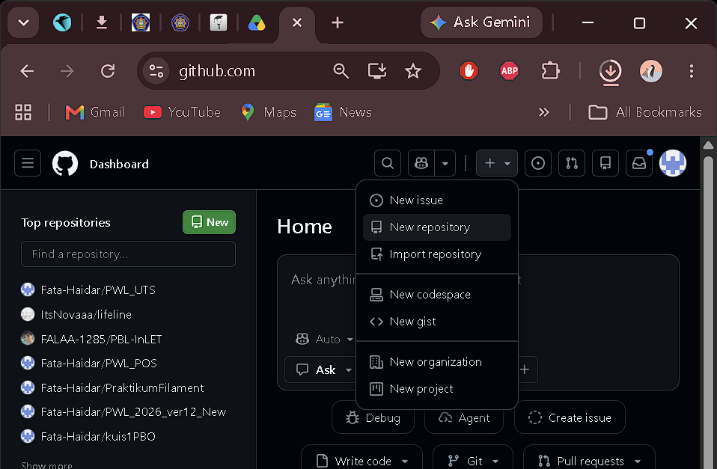 Ask Gemini
github.com
ABP
Gmail YouTube Maps News All Bookmarks
Dashboard
Top repositories New
Find a repository...
Fata-Haidar/PWL_UTS
ItsNovaaa/lifeline
FALAA-1285/PBL-InLET
Fata-Haidar/PWL_POS
Fata-Haidar/PraktikumFilament
Fata-Haidar/PWL_2026_ver12_New
Fata-Haidar/kuis1PBO
Show more
Home
New issue
New repository
Import repository
New codespace
New gist
New organization
New project
Ask anything
Auto
Ask
Debug Agent Create issue
Write code Git Pull requests